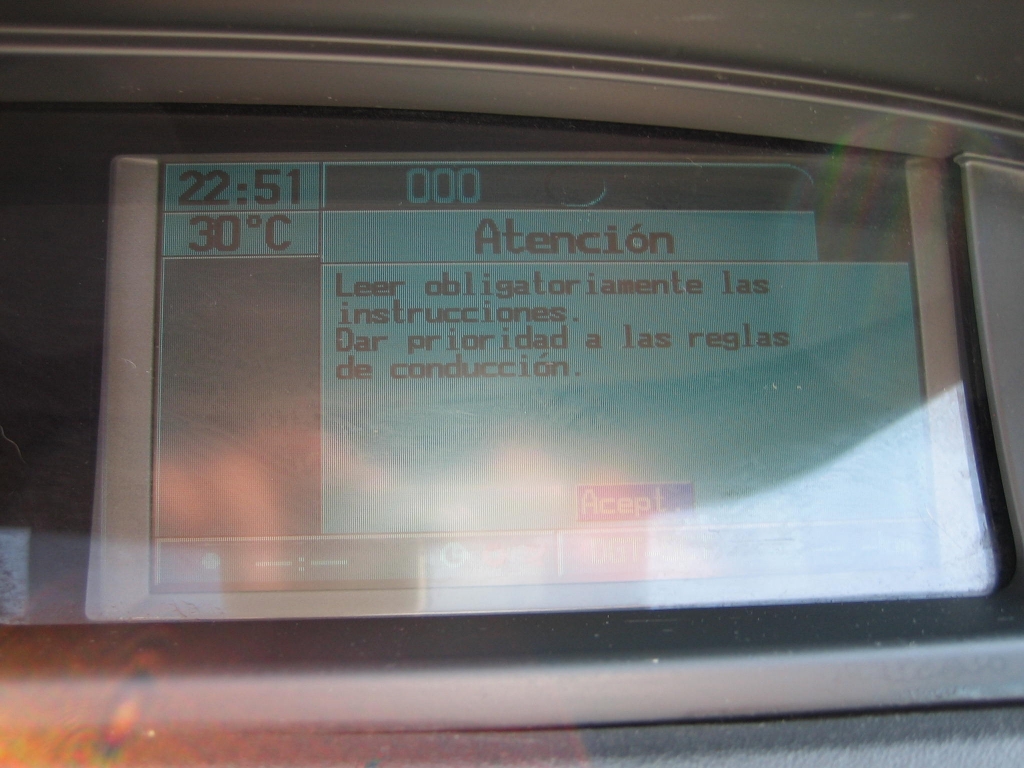 22:51
000
30°C
Atención
Leer obligatoriamente las
instrucciones.
Dar prioridad a las reglas
de conducción.
Acept.
--:--